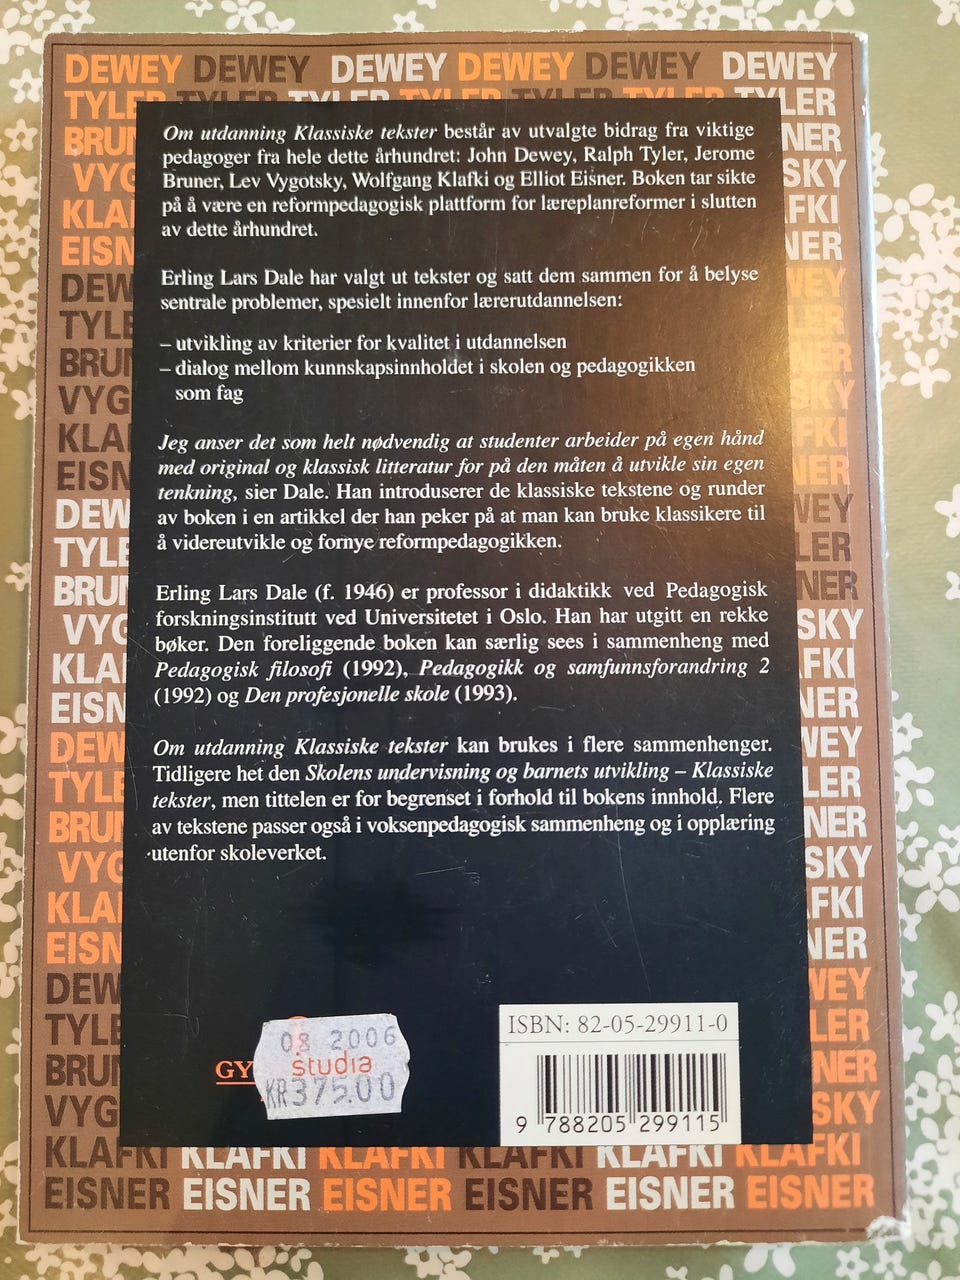 DEWEY DEWEY DEWEY DEWEY DEWEY DEWEY
TYLER TYLER TYLER TYLER TYLER TYLER
Om utdanning Klassiske tekster består av utvalgte bidrag fra viktige
pedagoger fra hele dette århundret: John Dewey, Ralph Tyler, Jerome
Bruner, Lev Vygotsky, Wolfgang Klafki og Elliot Eisner. Boken tar sikte
på å være en reformpedagogisk plattform for læreplanreformer i slutten
av dette århundret.
Erling Lars Dale har valgt ut tekster og satt dem sammen for å belyse
sentrale problemer, spesielt innenfor lærerutdannelsen:
– utvikling av kriterier for kvalitet i utdannelsen
– dialog mellom kunnskapsinnholdet i skolen og pedagogikken
som fag
Jeg anser det som helt nødvendig at studenter arbeider på egen hånd
med original og klassisk litteratur for på den måten å utvikle sin egen
tenkning, sier Dale. Han introduserer de klassiske tekstene og runder
av boken i en artikkel der han peker på at man kan bruke klassikere til
å videreutvikle og fornye reformpedagogikken.
Erling Lars Dale (f. 1946) er professor i didaktikk ved Pedagogisk
forskningsinstitutt ved Universitetet i Oslo. Han har utgitt en rekke
bøker. Den foreliggende boken kan særlig sees i sammenheng med
Pedagogisk filosofi (1992), Pedagogikk og samfunnsforandring 2
(1992) og Den profesjonelle skole (1993).
Om utdanning Klassiske tekster kan brukes i flere sammenhenger.
Tidligere het den Skolens undervisning og barnets utvikling – Klassiske
tekster, men tittelen er for begrenset i forhold til bokens innhold. Flere
av tekstene passer også i voksenpedagogisk sammenheng og i opplæring
utenfor skoleverket.
GY
08 2006
studia
KR375.00
ISBN: 82-05-29911-0
9 788205 299115
KLAFKI KLAFKI KLAFKI KLAFKI KLAFKI KLAFKI
EISNER EISNER EISNER EISNER EISNER EISNER